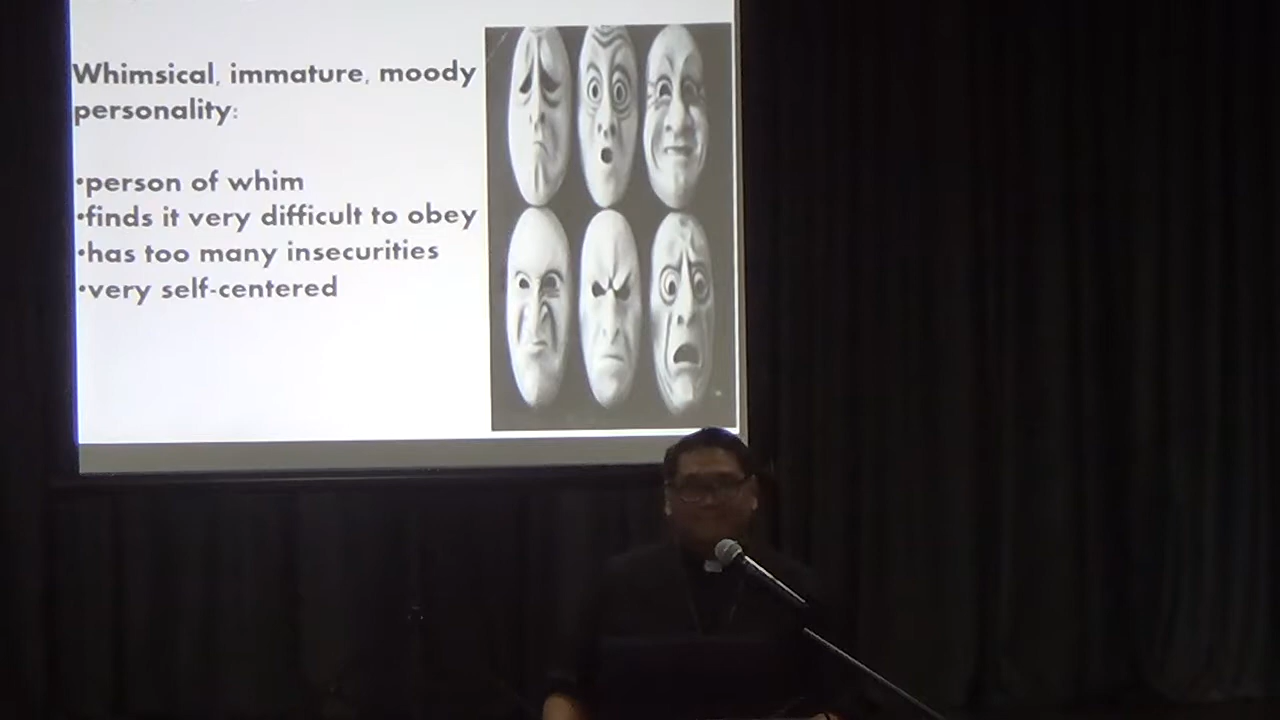 Whimsical, immature, moody
personality:
•person of whim
•finds it very difficult to obey
•has too many insecurities
•very self-centered